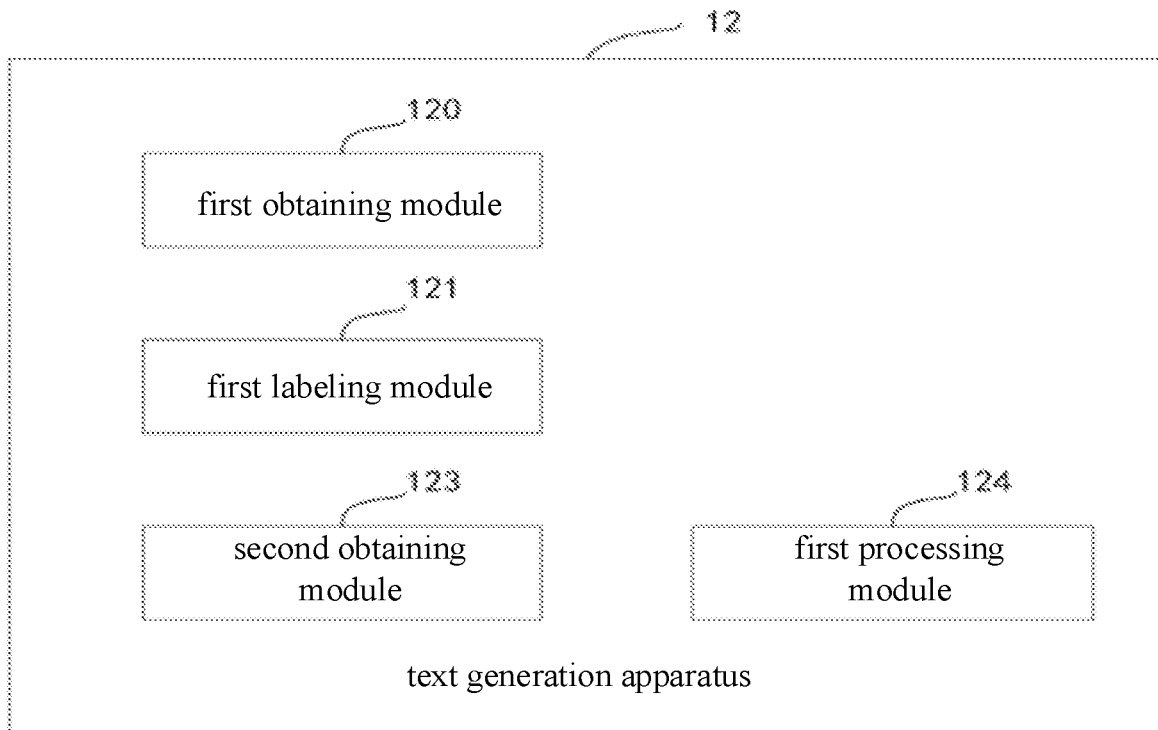 12
120
first obtaining module
121
first labeling module
123
second obtaining
module
124
first processing
module
text generation apparatus